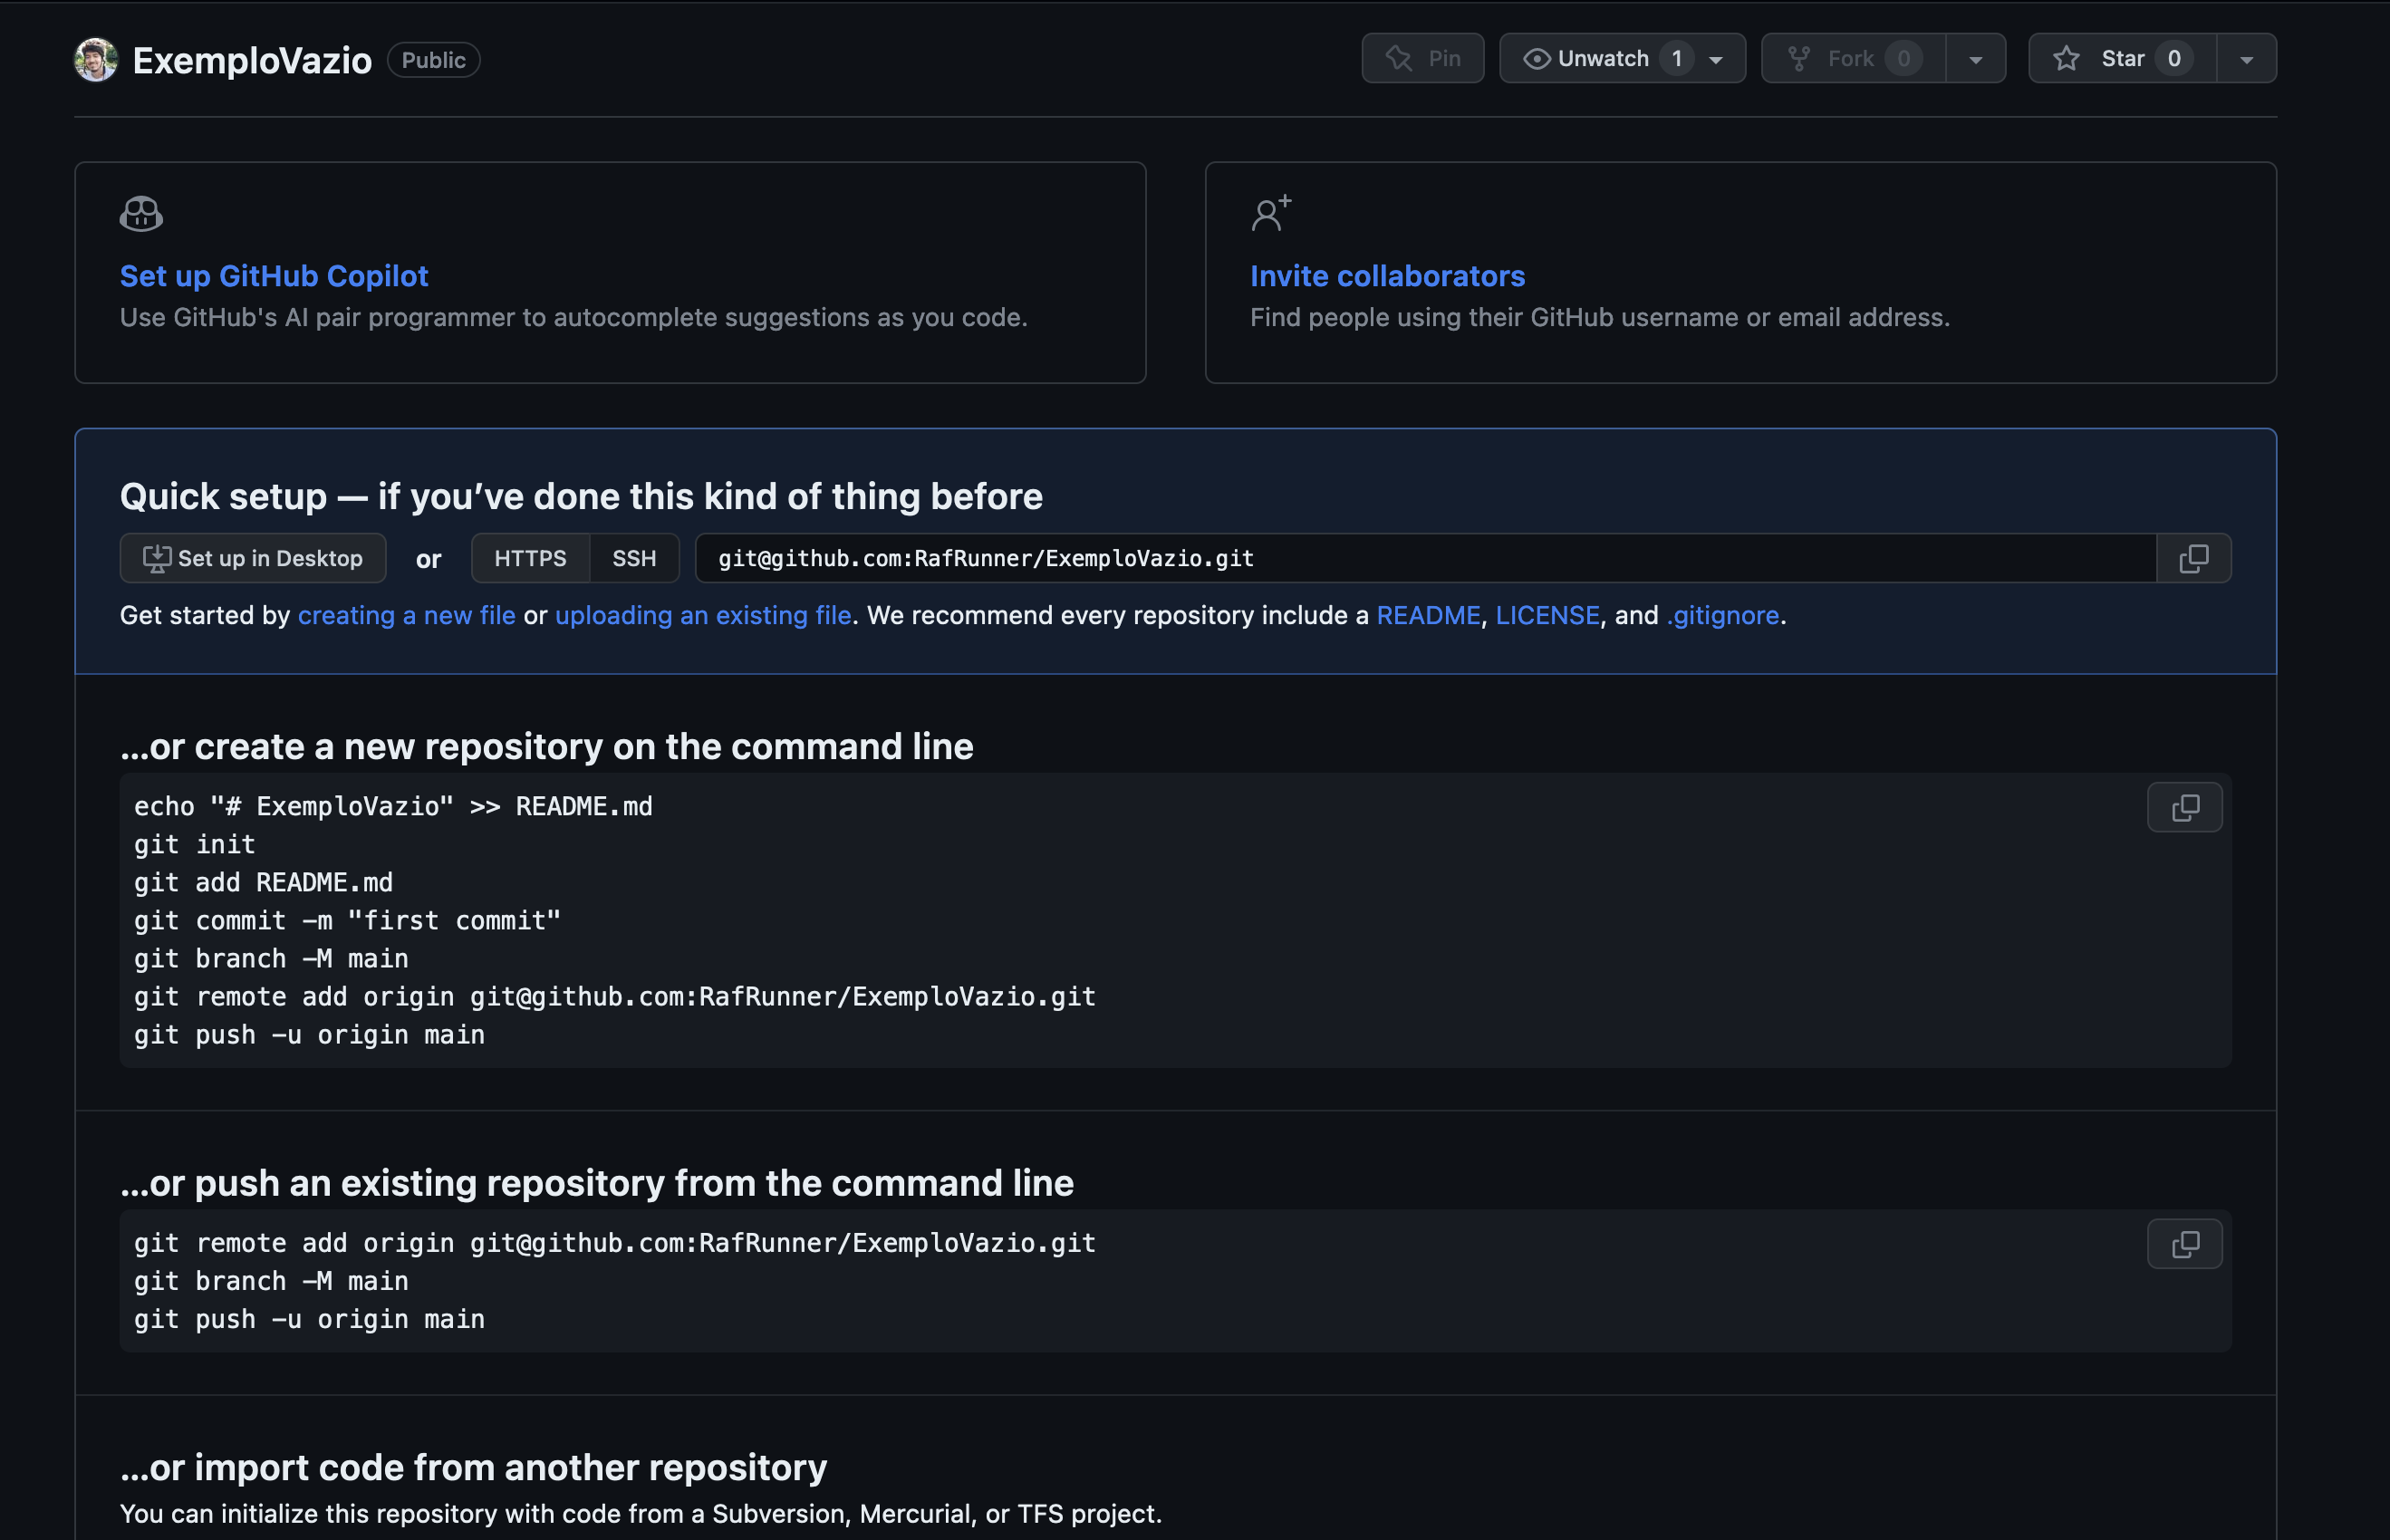 ExemploVazio Public Pin Unwatch 1 Fork 0 Star 0
Set up GitHub Copilot
Use GitHub's AI pair programmer to autocomplete suggestions as you code.
Invite collaborators
Find people using their GitHub username or email address.
Quick setup — if you’ve done this kind of thing before
Set up in Desktop or HTTPS SSH git@github.com:RafRunner/ExemploVazio.git
Get started by creating a new file or uploading an existing file. We recommend every repository include a README, LICENSE, and .gitignore.
…or create a new repository on the command line
echo "# ExemploVazio" >> README.md
git init
git add README.md
git commit -m "first commit"
git branch -M main
git remote add origin git@github.com:RafRunner/ExemploVazio.git
git push -u origin main
…or push an existing repository from the command line
git remote add origin git@github.com:RafRunner/ExemploVazio.git
git branch -M main
git push -u origin main
…or import code from another repository
You can initialize this repository with code from a Subversion, Mercurial, or TFS project.